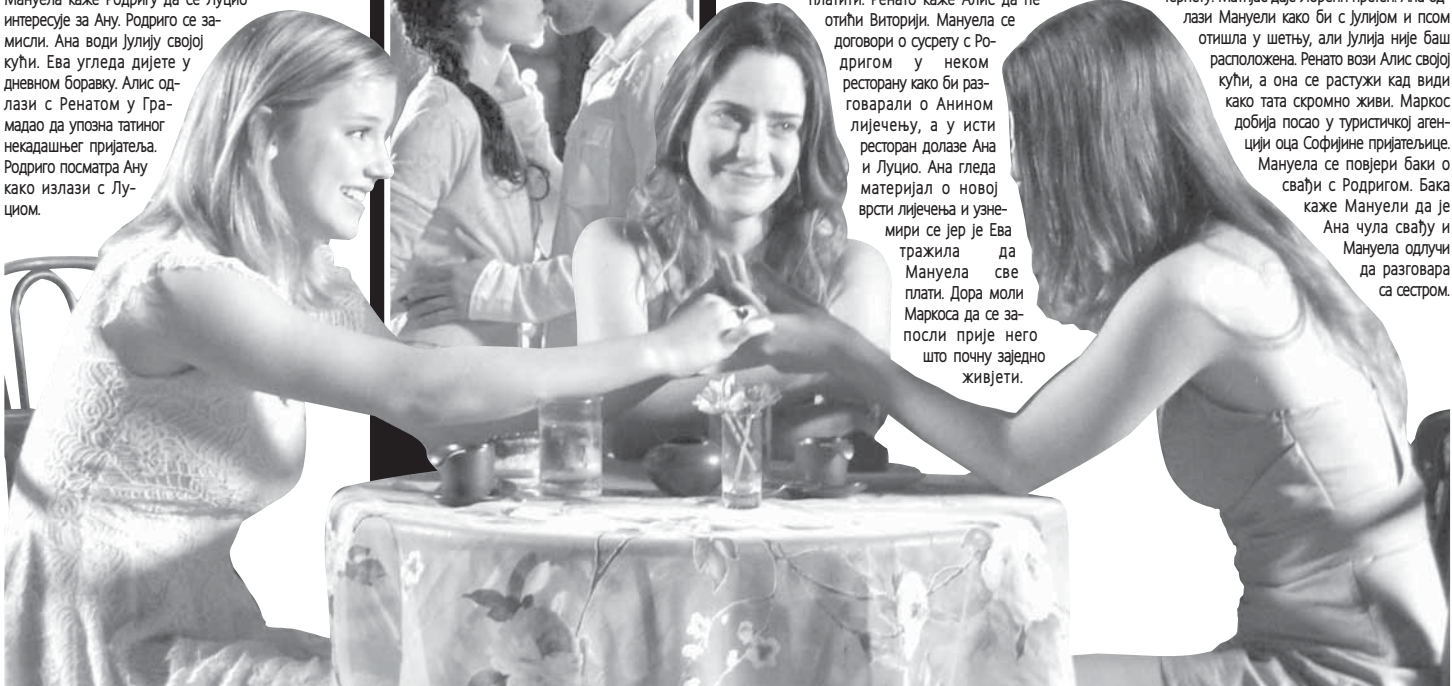 Мануела каже Родригу да се Луцио
интересује за Ану. Родриго се за-
мисли. Ана води Јулију својој
кући. Ева угледа дијете у
дневном боравку. Алис од-
лази с Ренатом у Гра-
мадао да упозна татиног
некадашњег пријатеља.
Родриго посматра Ану
како излази с Лу-
циом.
платити. Ренато каже Алис да ће
отићи Виторији. Мануела се
договори о сусрету с Ро-
дригом у неком
ресторану како би раз-
говарали о Анином
лијечењу, а у исти
ресторан долазе Ана
и Луцио. Ана гледа
материјал о новој
врсти лијечења и узне-
мири се јер је Ева
тражила да
Мануела све
плати. Дора моли
Маркоса да се за-
посли прије него
што почну заједно
живјети.
лази Мануели како би с Јулијом и псом
отишла у шетњу, али Јулија није баш
расположена. Ренато вози Алис својој
кући, а она се растужи кад види
како тата скромно живи. Маркос
добија посао у туристичкој аген-
цији оца Софијине пријатељице.
Мануела се повјери баки о
свађи с Родригом. Бака
каже Мануели да је
Ана чула свађу и
Мануела одлучи
да разговара
са сестром.